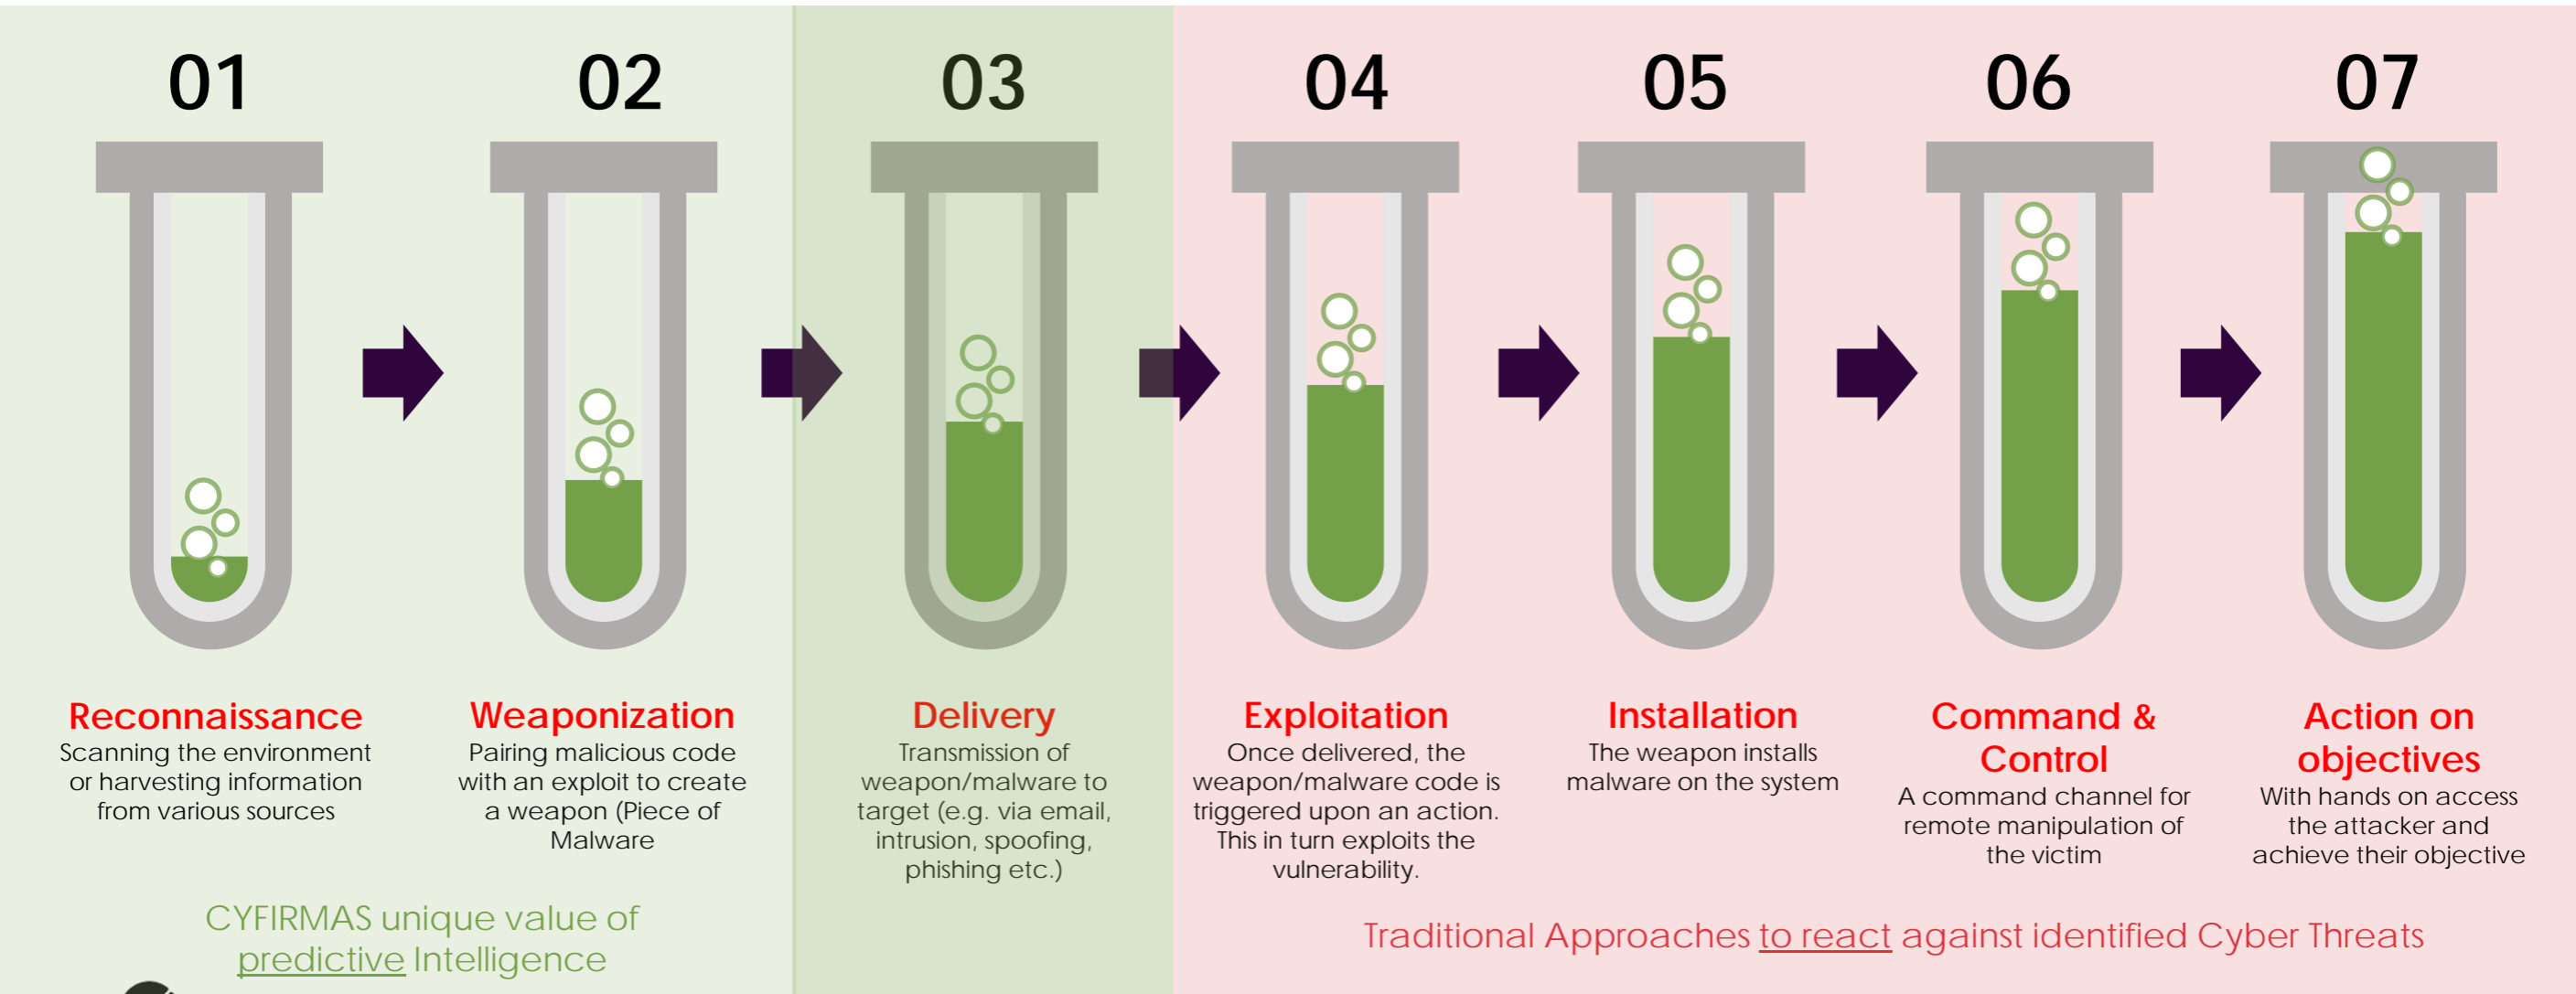 01
02
03
04
05
06
07
Reconnaissance
Scanning the environment
or harvesting information
from various sources
Weaponization
Pairing malicious code
with an exploit to create
a weapon (Piece of
Malware
Delivery
Transmission of
weapon/malware to
target (e.g. via email,
intrusion, spoofing,
phishing etc.)
Exploitation
Once delivered, the
weapon/malware code is
triggered upon an action.
This in turn exploits the
vulnerability.
Installation
The weapon installs
malware on the system
Command &
Control
A command channel for
remote manipulation of
the victim
Action on
objectives
With hands on access
the attacker and
achieve their objective
CYFIRMAS unique value of
predictive Intelligence
Traditional Approaches to react against identified Cyber Threats